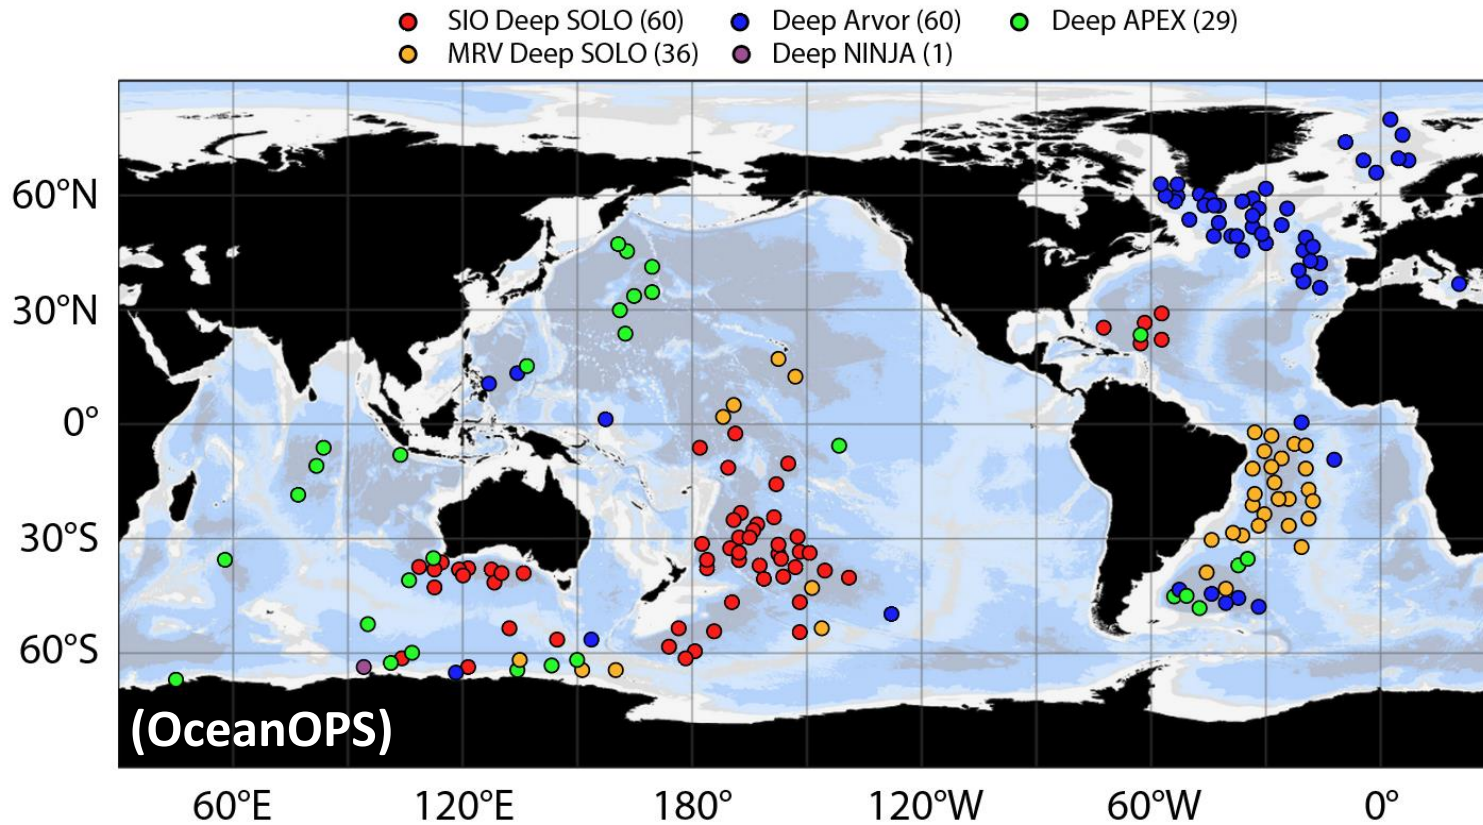 SIO Deep SOLO (60) Deep Arvor (60) Deep APEX (29)
MRV Deep SOLO (36) Deep NINJA (1)
60°N
30°N
0°
30°S
60°S
(OceanOPS)
60°E 120°E 180° 120°W 60°W 0°